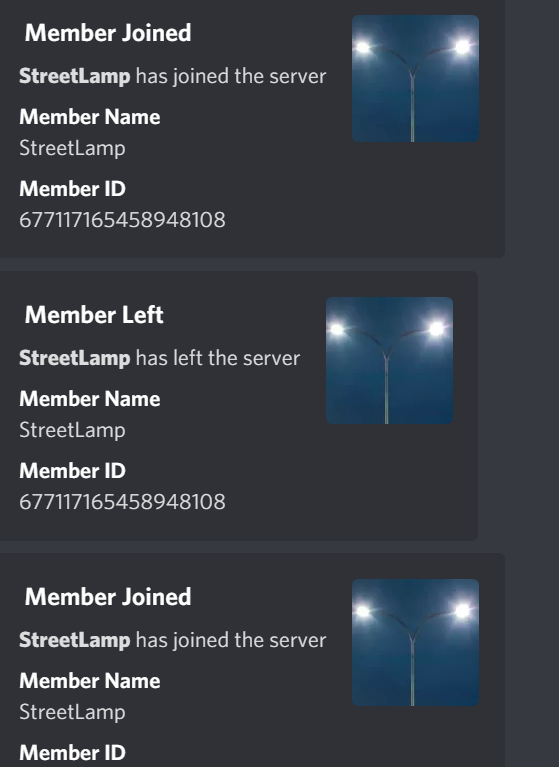 Member Joined
StreetLamp has joined the server
Member Name
StreetLamp
Member ID
677117165458948108
Member Left
StreetLamp has left the server
Member Name
StreetLamp
Member ID
677117165458948108
Member Joined
StreetLamp has joined the server
Member Name
StreetLamp
Member ID